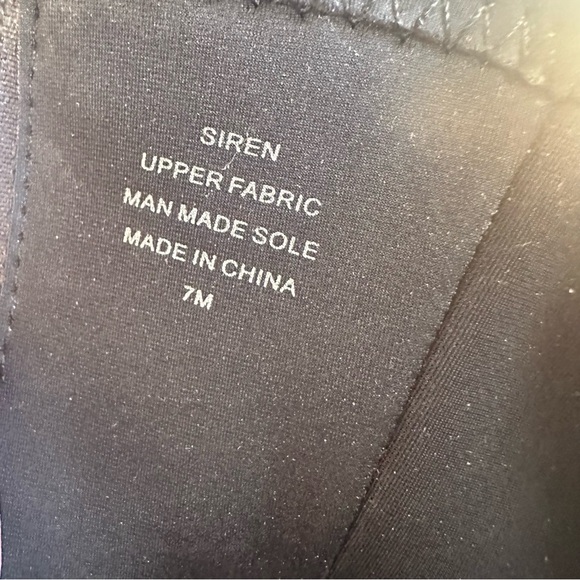 SIREN
UPPER FABRIC
MAN MADE SOLE
MADE IN CHINA
7M